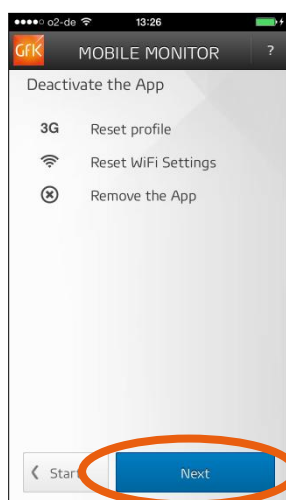 o2-de 13:26
GfK MOBILE MONITOR ?
Deactivate the App
3G Reset profile
Reset WiFi Settings
Remove the App
Start Next